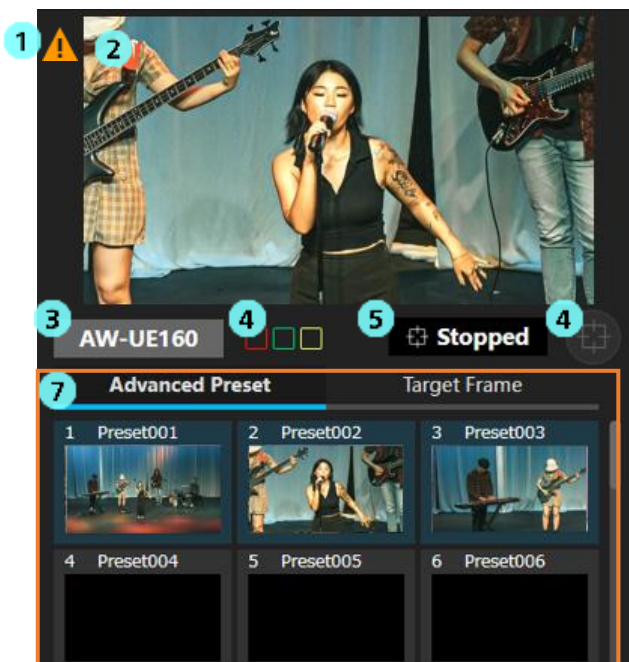 1
2
3 AW-UE160 4 5 Stopped 4
7 Advanced Preset Target Frame
1 Preset001 2 Preset002 3 Preset003
4 Preset004 5 Preset005 6 Preset006